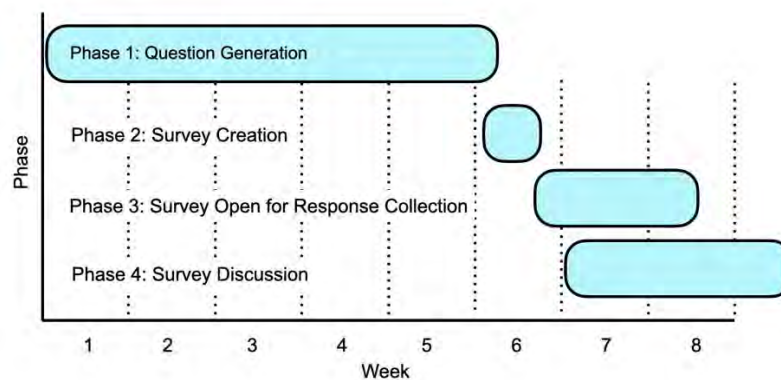 Phase 1: Question Generation
Phase 2: Survey Creation
Phase 3: Survey Open for Response Collection
Phase 4: Survey Discussion
Phase
1 2 3 4 5 6 7 8
Week